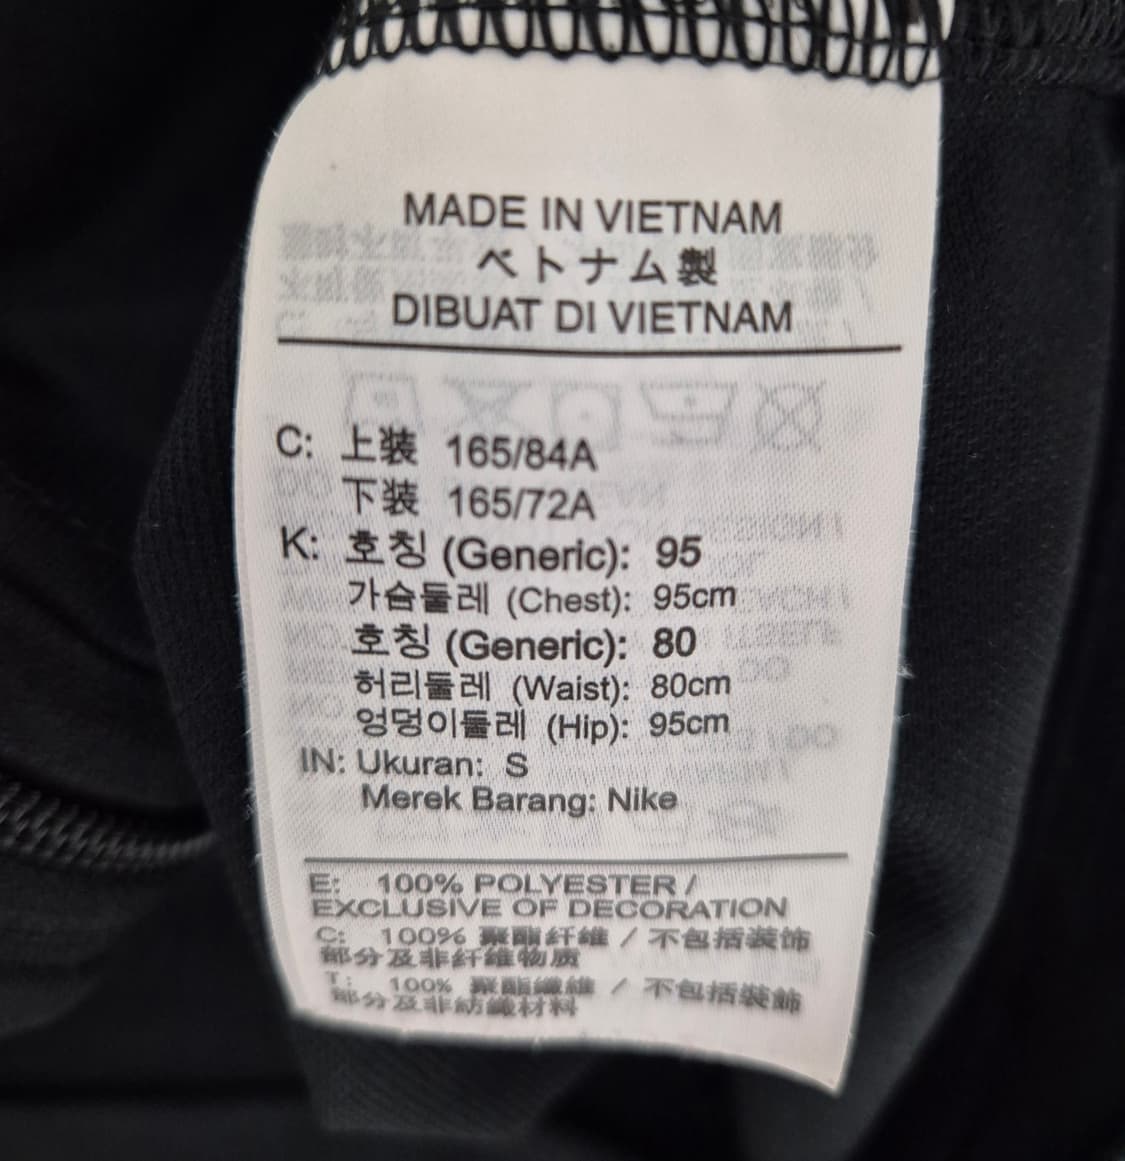 MADE IN VIETNAM
ベトナム製
DIBUAT DI VIETNAM
C: 上装 165/84A
下装 165/72A
K: 호칭 (Generic): 95
가슴둘레 (Chest): 95cm
호칭 (Generic): 80
허리둘레 (Waist): 80cm
엉덩이둘레 (Hip): 95cm
IN: Ukuran: S
Merek Barang: Nike
E: 100% POLYESTER /
EXCLUSIVE OF DECORATION
C: 100% 聚酯纤维 / 不包括装饰
部分及非纤维物质
T: 100% 聚酯纖維 / 不包括裝飾
部分及非紡織材料